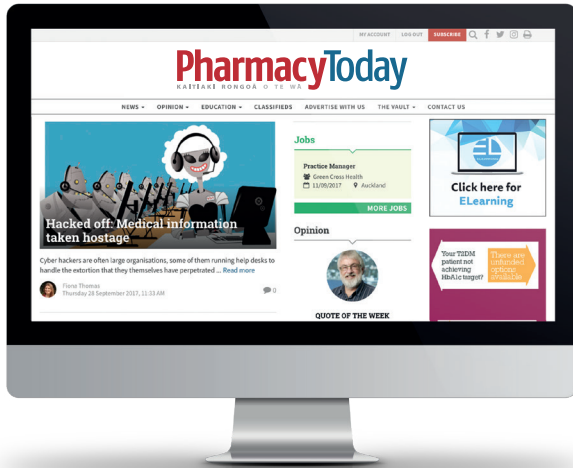 MY ACCOUNT LOG OUT SUBSCRIBE
PharmacyToday
KAITIAKI RONGOĀ O TE WĀ
NEWS OPINION EDUCATION CLASSIFIEDS ADVERTISE WITH US THE VAULT CONTACT US
Hacked off: Medical information
taken hostage
Cyber hackers are often large organisations, some of them running help desks to
handle the extortion that they themselves have perpetrated ... Read more
Fiona Thomas
Thursday 28 September 2017, 11:33 AM
0
Jobs
Practice Manager
Green Cross Health
11/09/2017 Auckland
MORE JOBS
Opinion
QUOTE OF THE WEEK
EL
Click here for
ELearning
Your T2DM
patient not
achieving
HbA1c target?
There are
unfunded
options
available